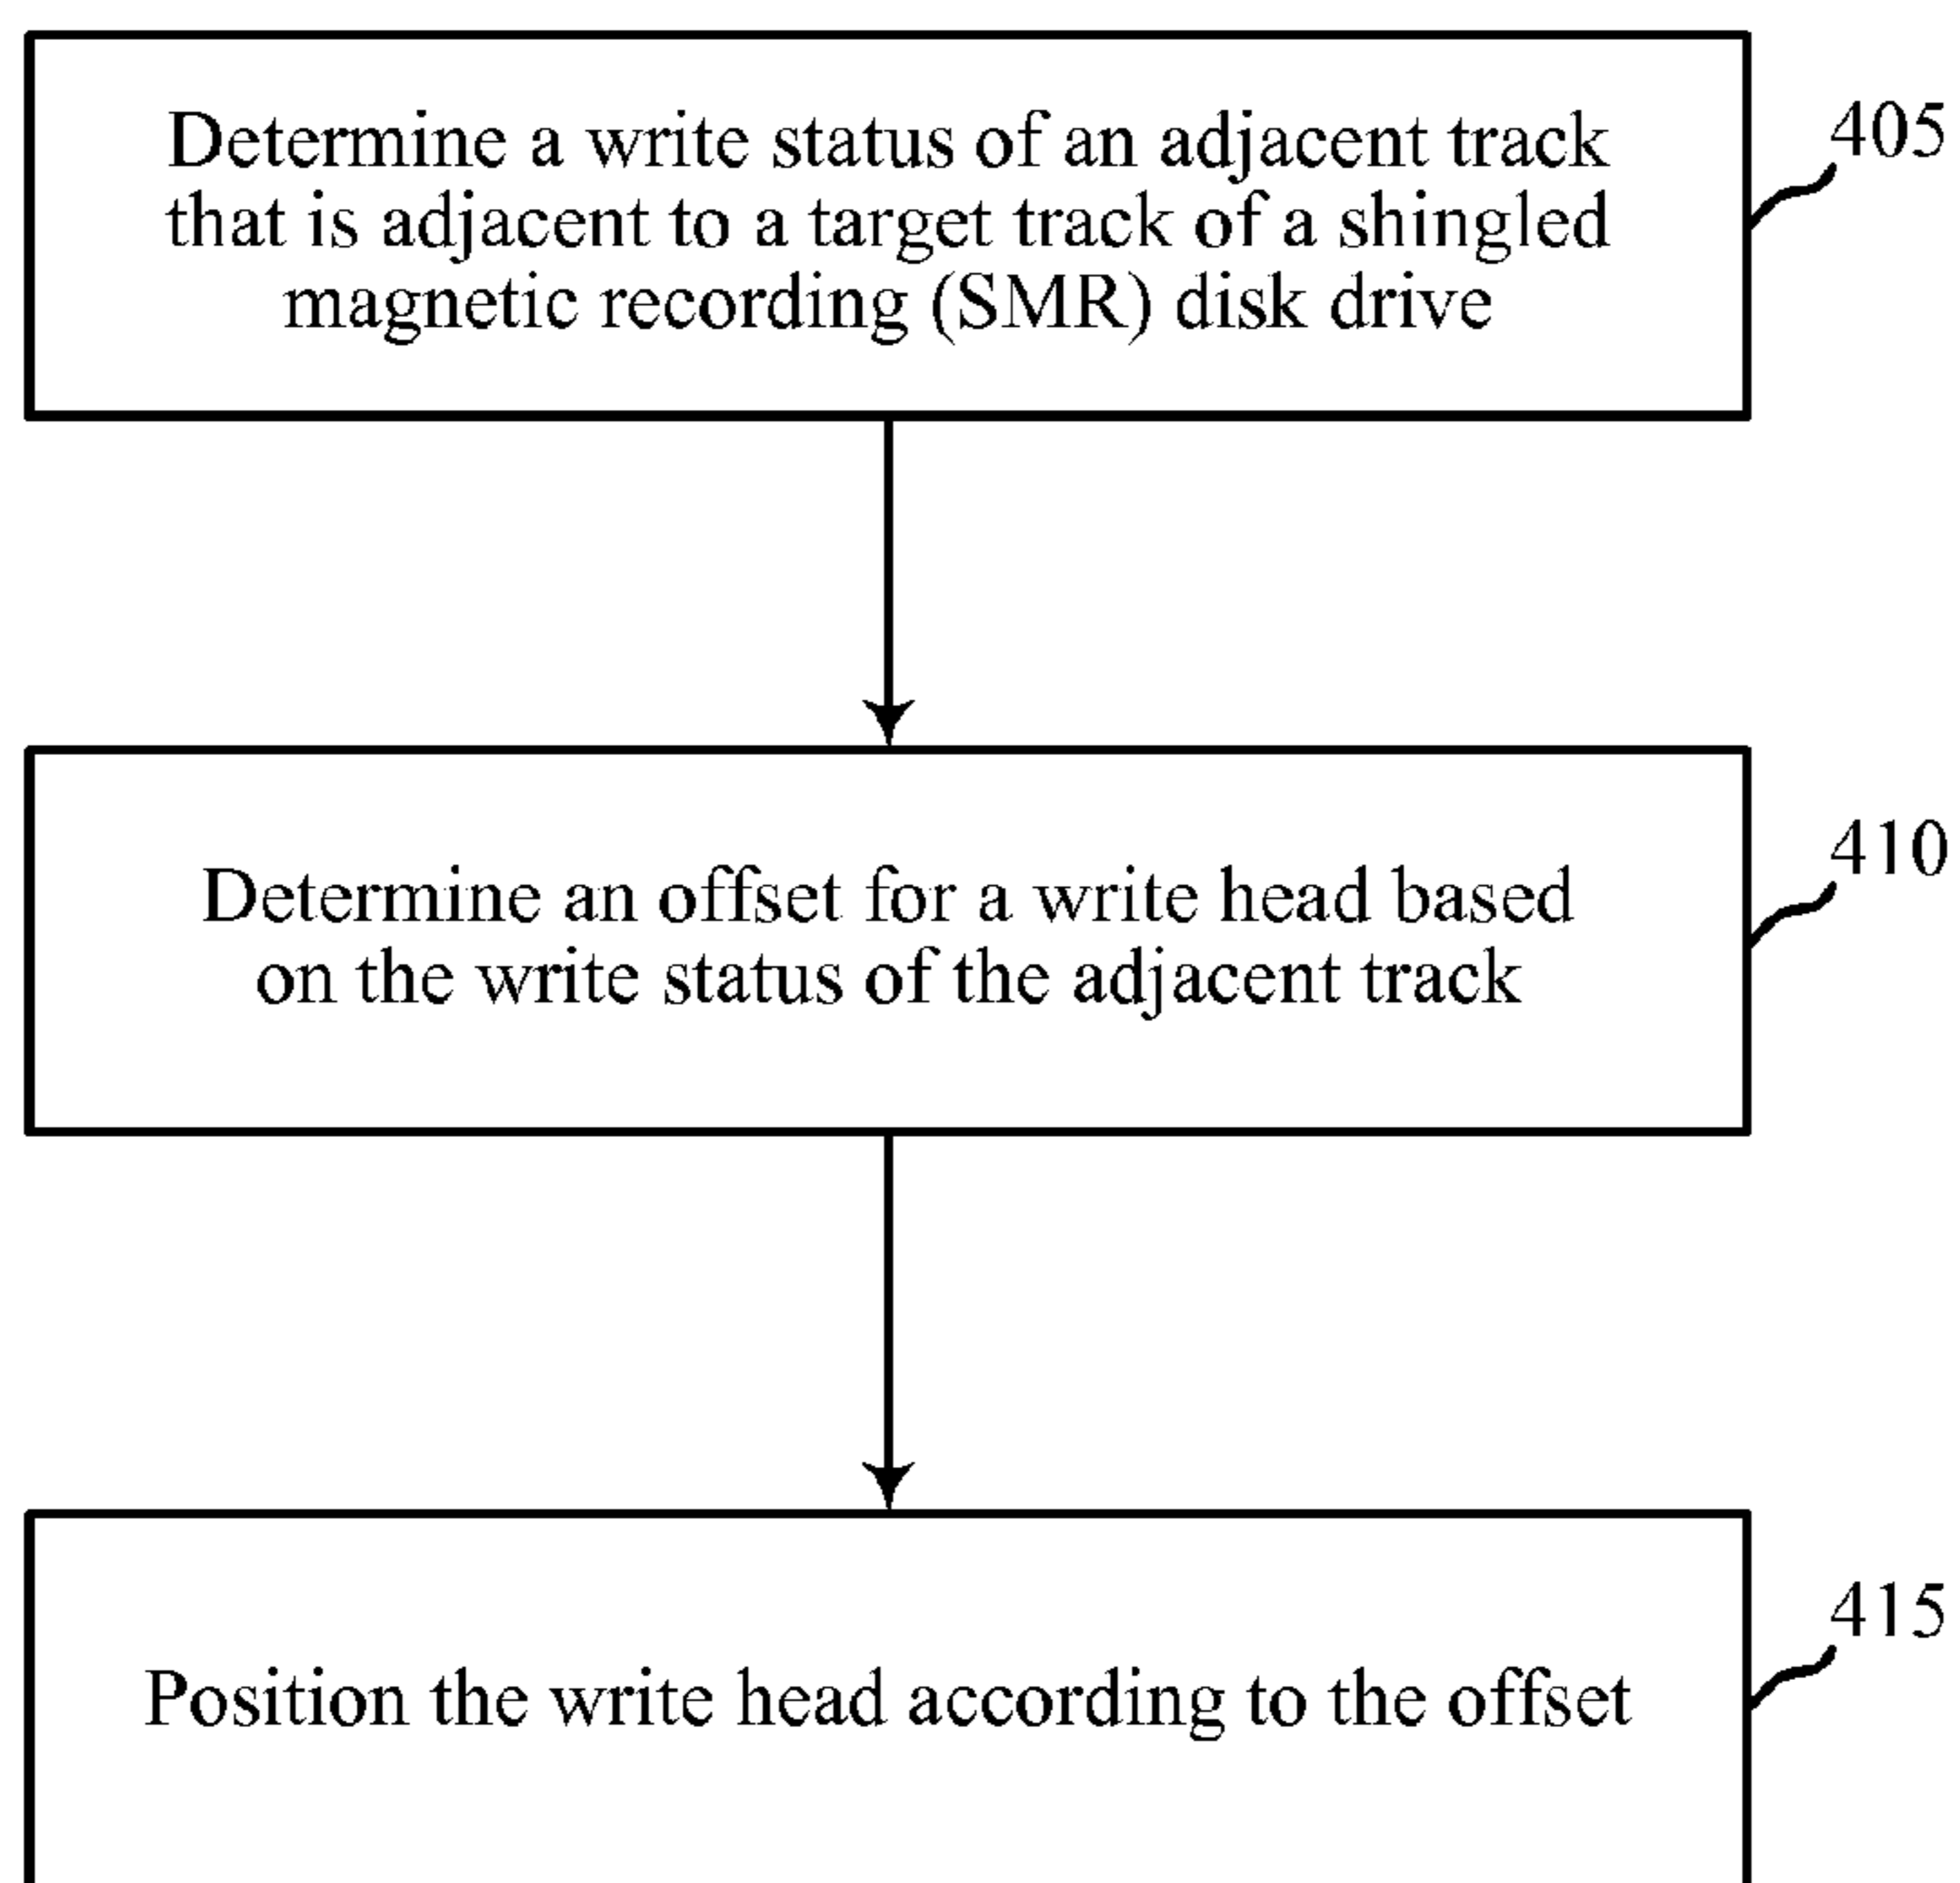 Determine a write status of an adjacent track
that is adjacent to a target track of a shingled
magnetic recording (SMR) disk drive
405
Determine an offset for a write head based
on the write status of the adjacent track
410
Position the write head according to the offset
415